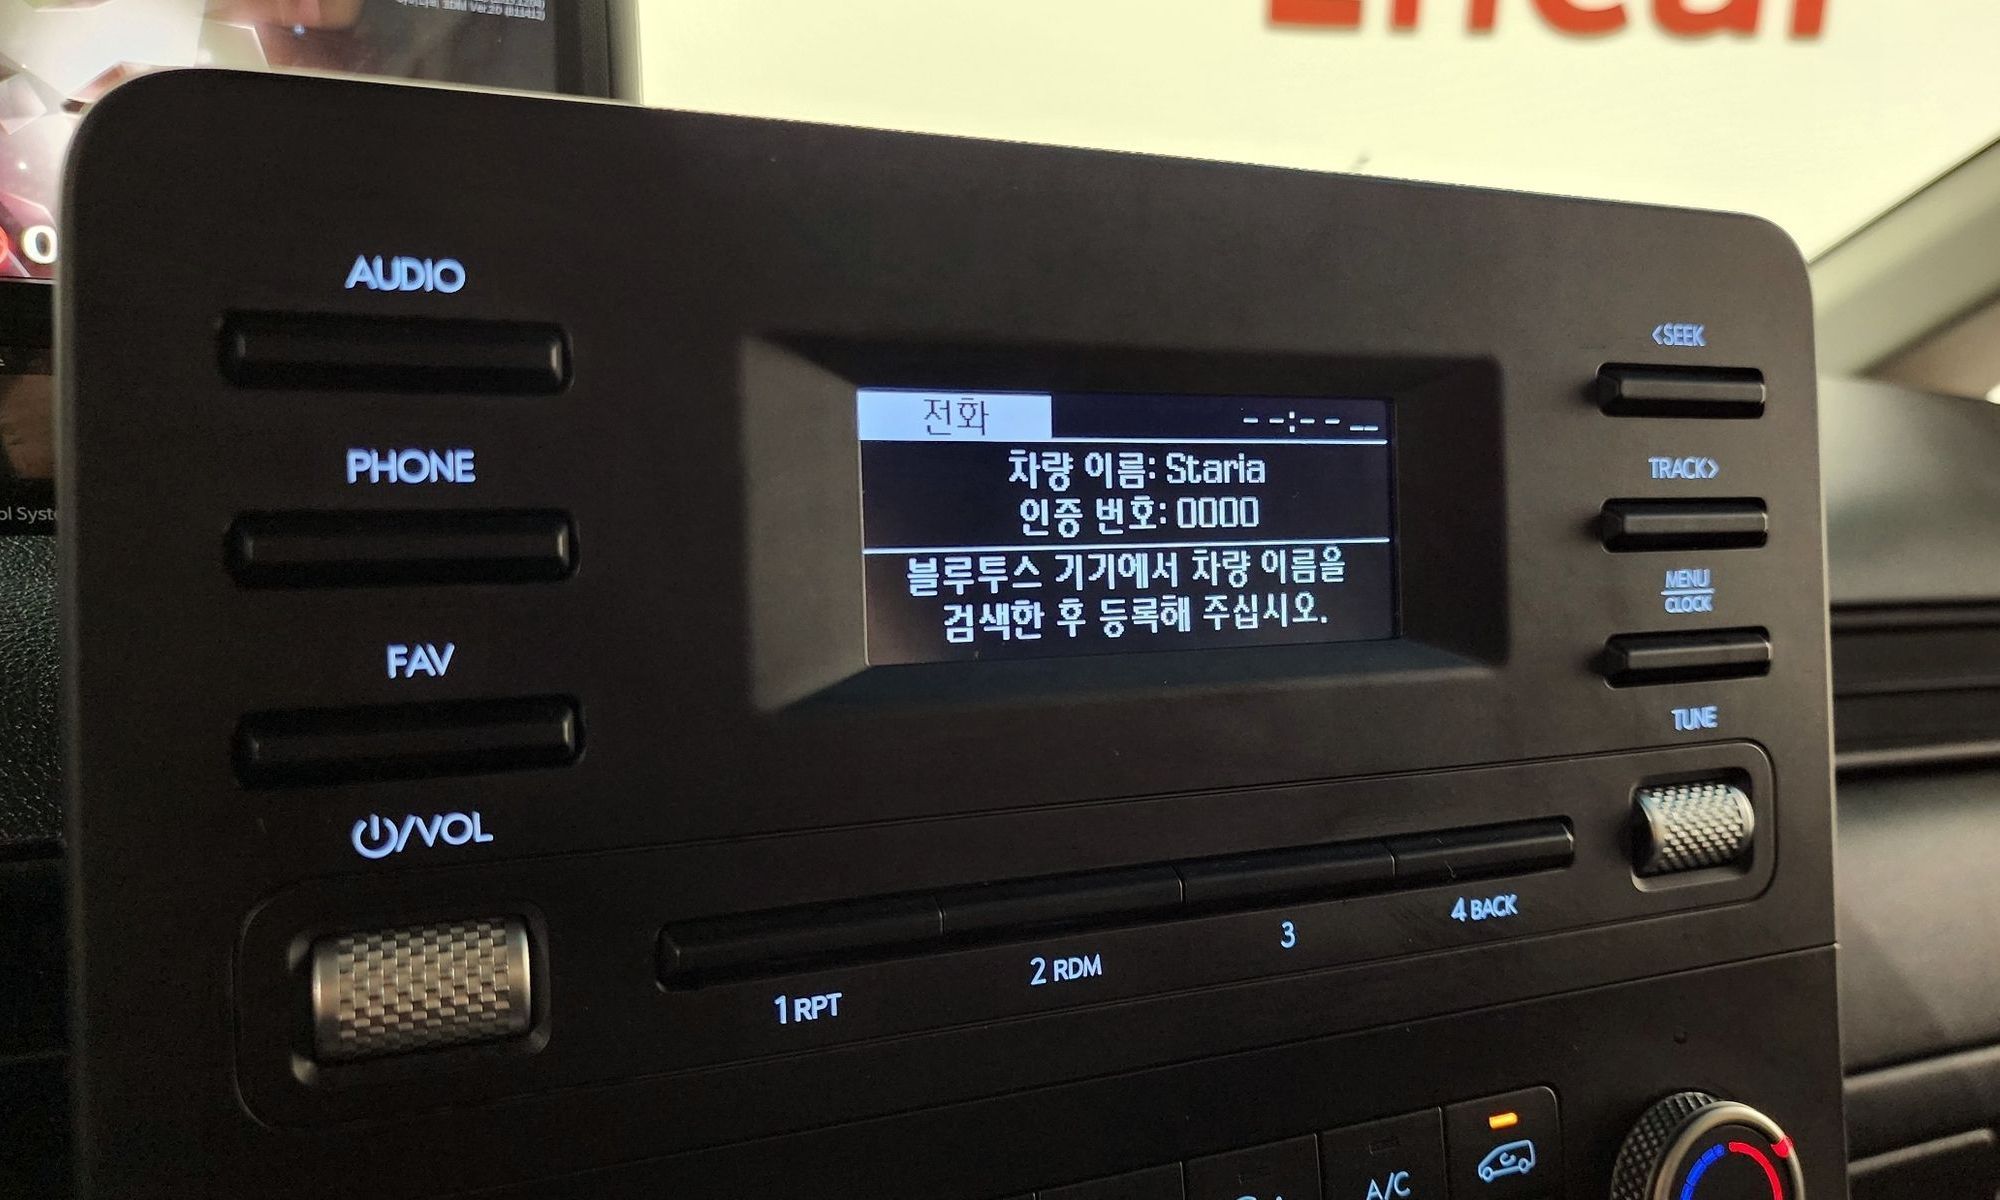 Encar
AUDIO
PHONE
FAV
/VOL
전화
--:-- __
차량 이름: Staria
인증 번호: 0000
블루투스 기기에서 차량 이름을
검색한 후 등록해 주십시오.
<SEEK
TRACK>
MENU
CLOCK
TUNE
1 RPT
2 RDM
3
4 BACK
A/C